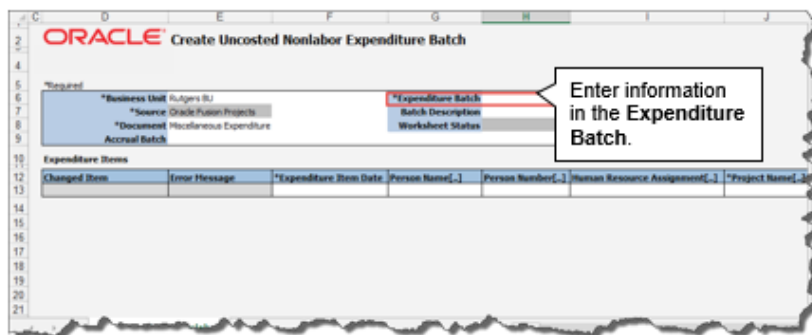 C D E F G H I J
2 ORACLE Create Uncosted Nonlabor Expenditure Batch
4
5 *Required
6 *Business Unit Rutgers BU *Expenditure Batch
7 *Source Oracle Fusion Projects Batch Description
8 *Document Miscellaneous Expenditure Worksheet Status
9 Accrual Batch
Enter information
in the Expenditure
Batch.
10 Expenditure Items
12 Changed Item Error Message *Expenditure Item Date Person Name[..] Person Number[..] Human Resource Assignment[..] *Project Name[..]
13
14
15
16
17
18
19
20
21